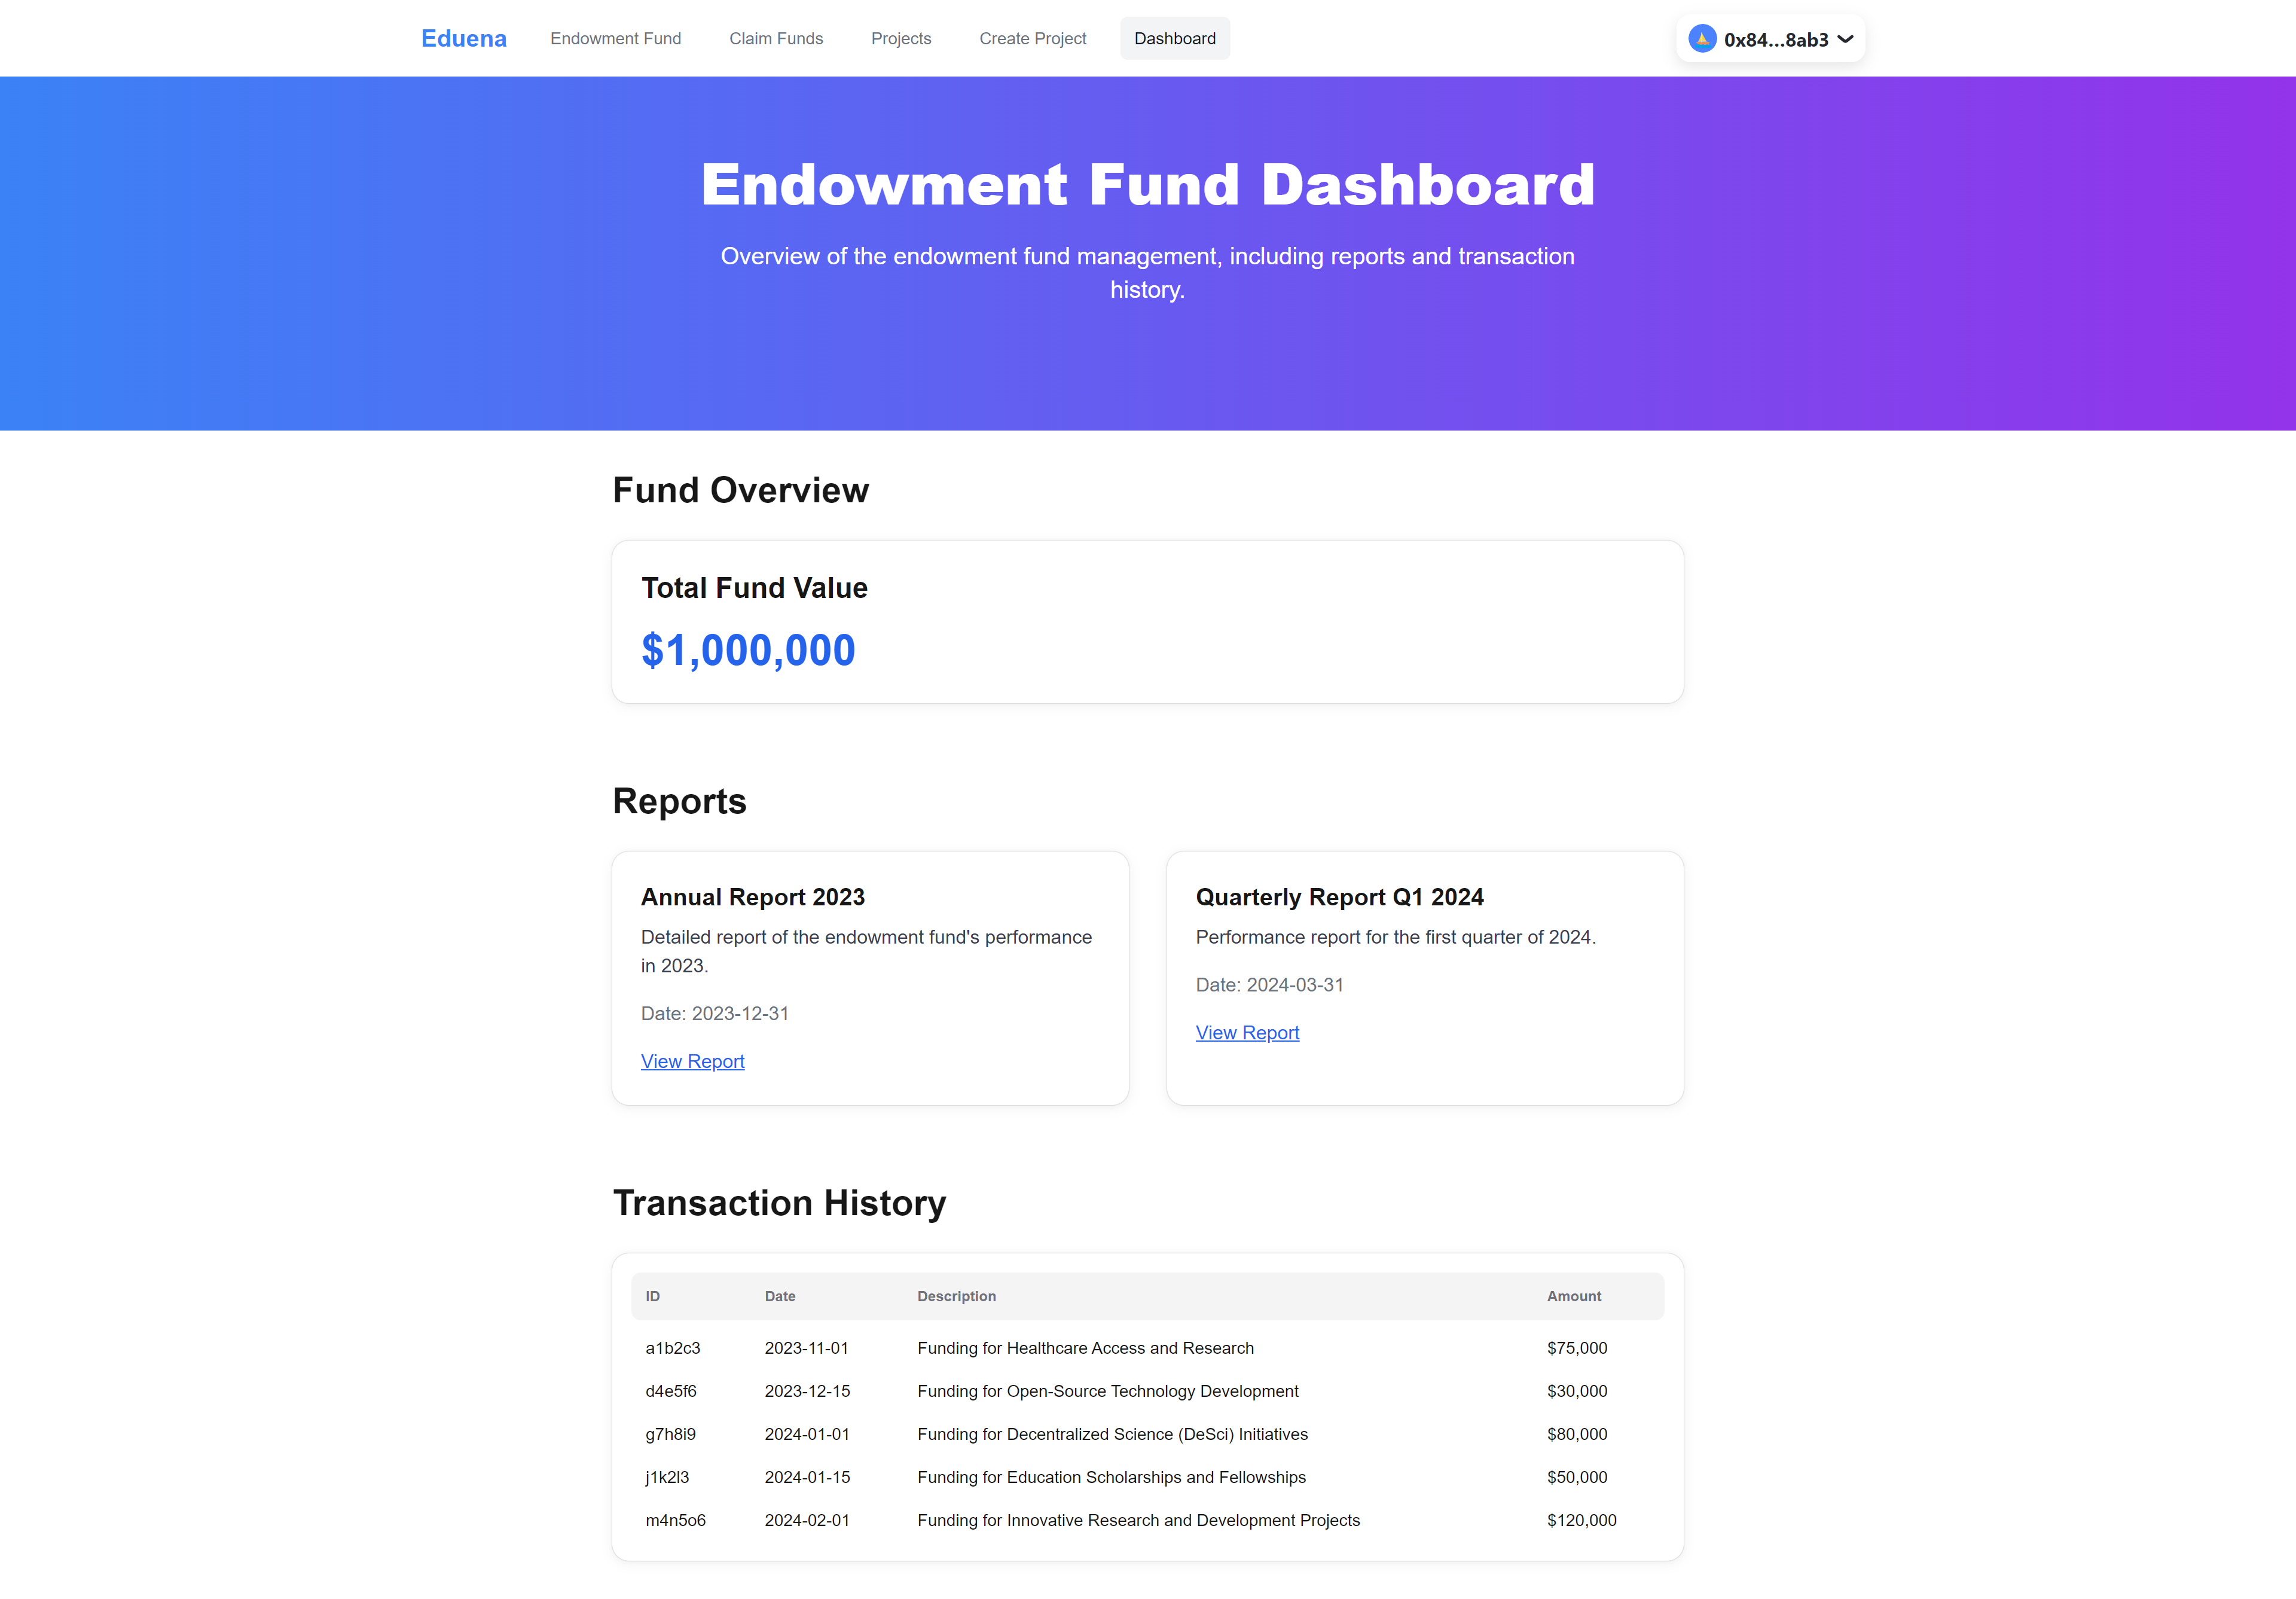 Eduena Endowment Fund Claim Funds Projects Create Project Dashboard 0x84...8ab3
Endowment Fund Dashboard
Overview of the endowment fund management, including reports and transaction
history.
Fund Overview
Total Fund Value
$1,000,000
Reports
Annual Report 2023
Detailed report of the endowment fund's performance
in 2023.
Date: 2023-12-31
View Report
Quarterly Report Q1 2024
Performance report for the first quarter of 2024.
Date: 2024-03-31
View Report
Transaction History
ID Date Description Amount
a1b2c3 2023-11-01 Funding for Healthcare Access and Research $75,000
d4e5f6 2023-12-15 Funding for Open-Source Technology Development $30,000
g7h8i9 2024-01-01 Funding for Decentralized Science (DeSci) Initiatives $80,000
j1k2l3 2024-01-15 Funding for Education Scholarships and Fellowships $50,000
m4n5o6 2024-02-01 Funding for Innovative Research and Development Projects $120,000